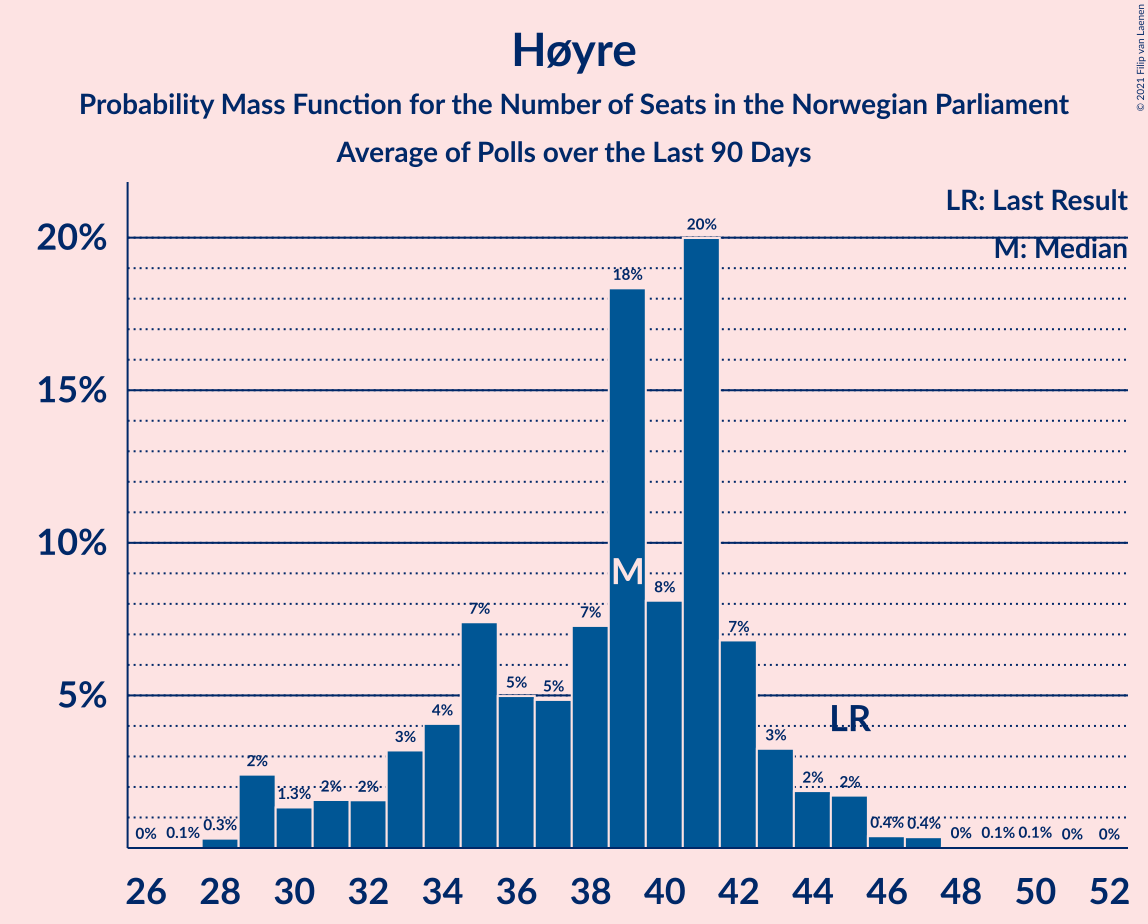 Høyre
Probability Mass Function for the Number of Seats in the Norwegian Parliament
Average of Polls over the Last 90 Days
© 2021 Filip van Laenen
LR: Last Result
M: Median
20%
15%
10%
5%
0% 0.1% 0.3% 2% 1.3% 2% 2% 3% 4% 7% 5% 5% 7% 18% 8% 20% 7% 3% 2% 2% 0.4% 0.4% 0% 0.1% 0.1% 0% 0%
M
LR
26 28 30 32 34 36 38 40 42 44 46 48 50 52